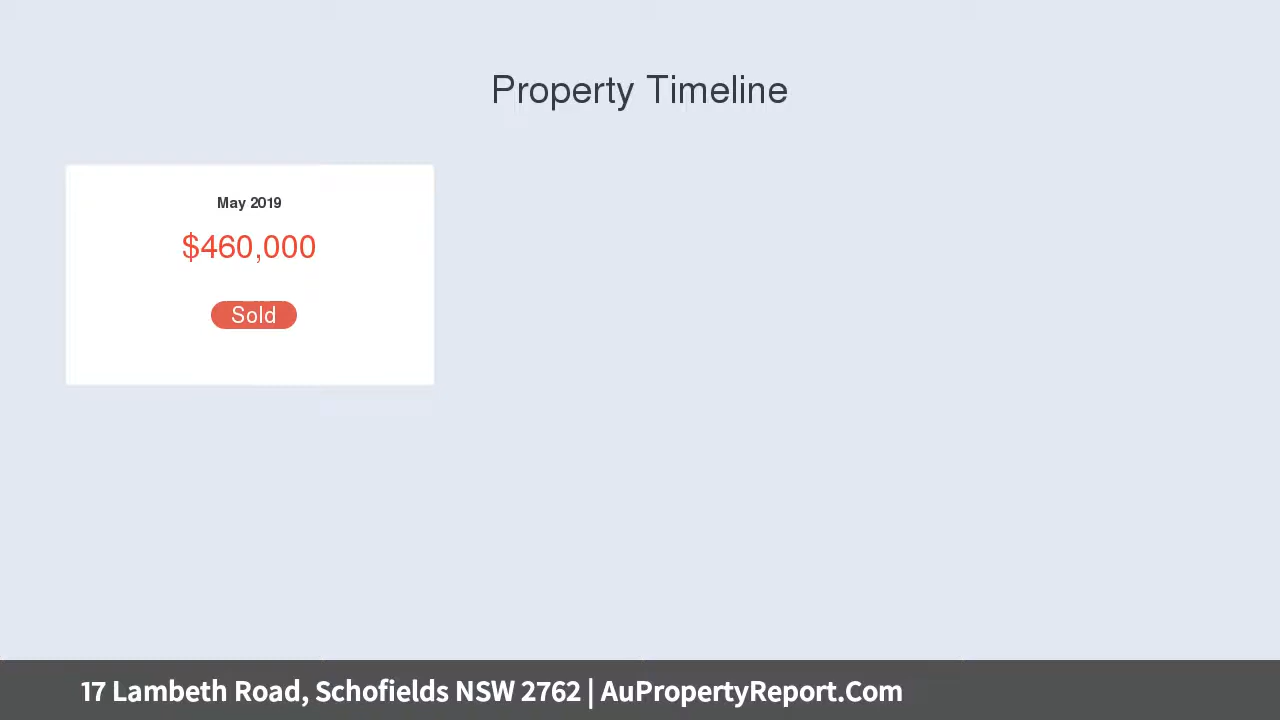 Property Timeline
May 2019
$460,000
Sold
17 Lambeth Road, Schofields NSW 2762 | AuPropertyReport.Com